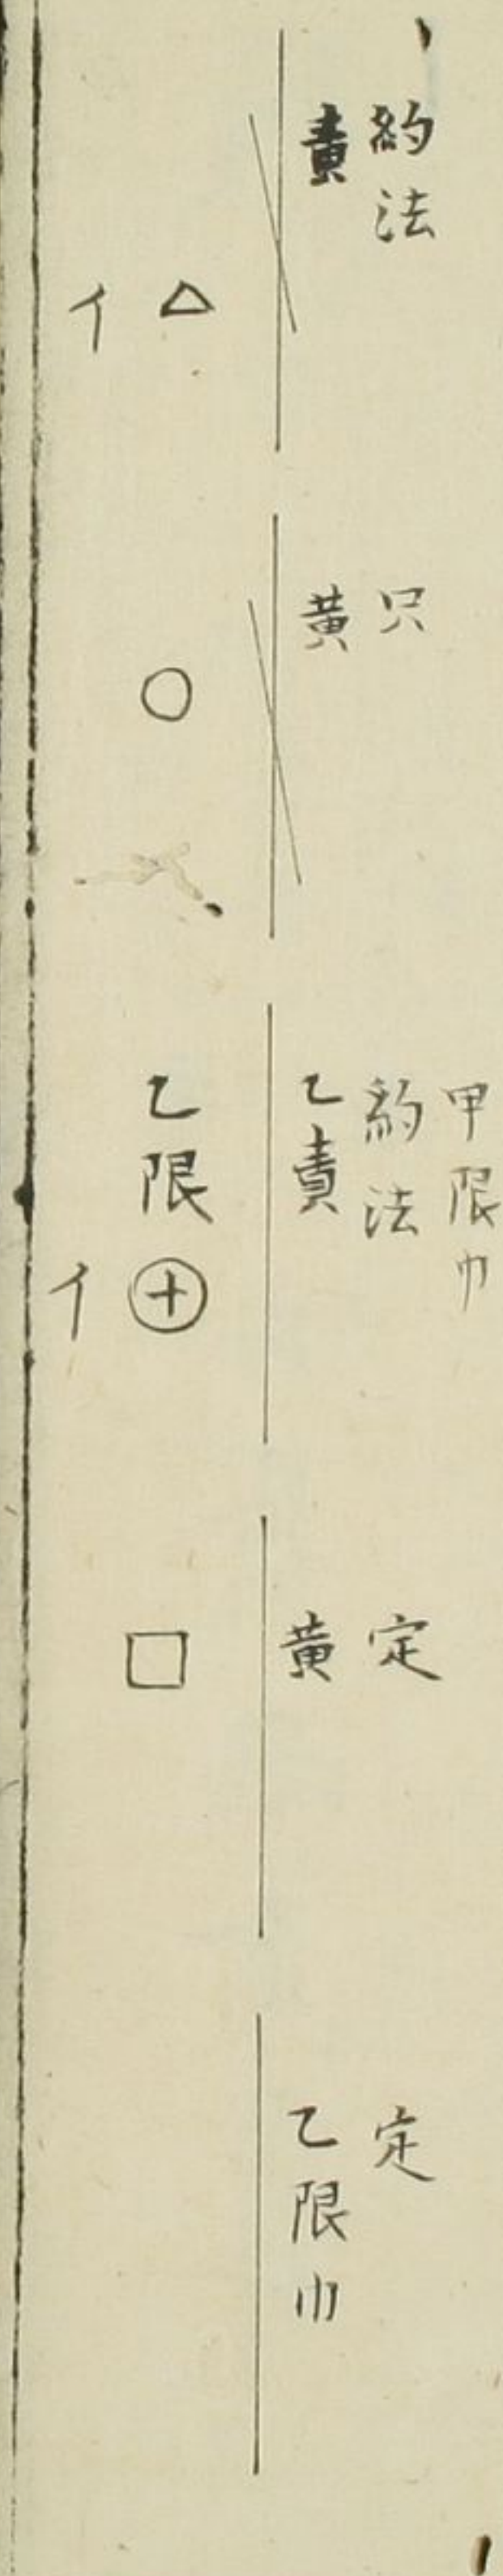 約法
責
△
イ
只
黄
○
甲限巾
約法
乙責
乙限⊕
イ
定
黄
□
定
乙限巾